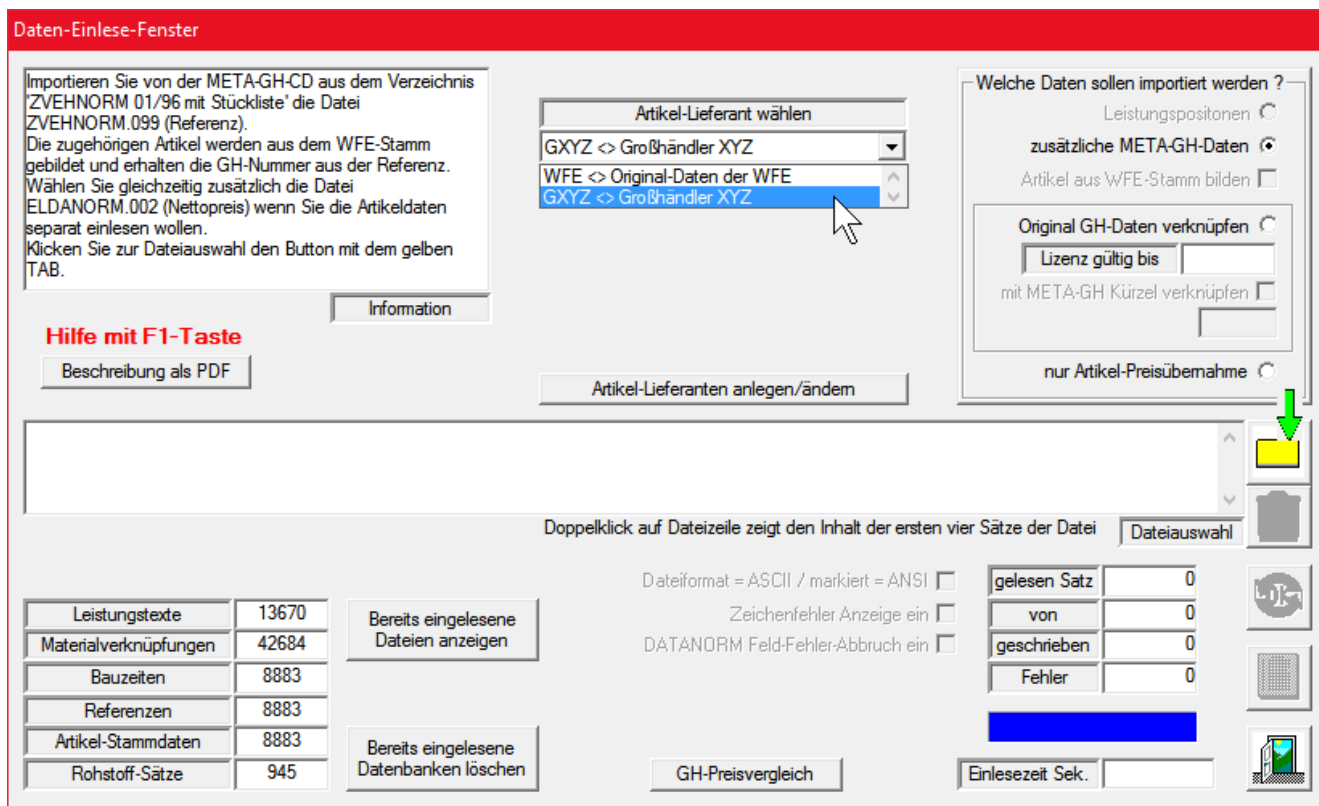 Daten-Einlese-Fenster
Importieren Sie von der META-GH-CD aus dem Verzeichnis
'ZVEHNORM 01/96 mit Stückliste' die Datei
ZVEHNORM.099 (Referenz).
Die zugehörigen Artikel werden aus dem WFE-Stamm
gebildet und erhalten die GH-Nummer aus der Referenz.
Wählen Sie gleichzeitig zusätzlich die Datei
ELDANORM.002 (Nettopreis) wenn Sie die Artikeldaten
separat einlesen wollen.
Klicken Sie zur Dateiauswahl den Button mit dem gelben
TAB.
Information
Hilfe mit F1-Taste
Beschreibung als PDF
Artikel-Lieferant wählen
GXYZ <> Großhändler XYZ
WFE <> Original-Daten der WFE
GXYZ <> Großhändler XYZ
Artikel-Lieferanten anlegen/ändern
Welche Daten sollen importiert werden ?
Leistungspositonen
zusätzliche META-GH-Daten
Artikel aus WFE-Stamm bilden
Original GH-Daten verknüpfen
Lizenz gültig bis
mit META-GH Kürzel verknüpfen
nur Artikel-Preisübernahme
Doppelklick auf Dateizeile zeigt den Inhalt der ersten vier Sätze der Datei
Dateiauswahl
Leistungstexte 13670
Materialverknüpfungen 42684
Bauzeiten 8883
Referenzen 8883
Artikel-Stammdaten 8883
Rohstoff-Sätze 945
Bereits eingelesene
Dateien anzeigen
Bereits eingelesene
Datenbanken löschen
Dateiformat = ASCII / markiert = ANSI
Zeichenfehler Anzeige ein
DATANORM Feld-Fehler-Abbruch ein
GH-Preisvergleich
gelesen Satz 0
von 0
geschrieben 0
Fehler 0
Einlesezeit Sek.